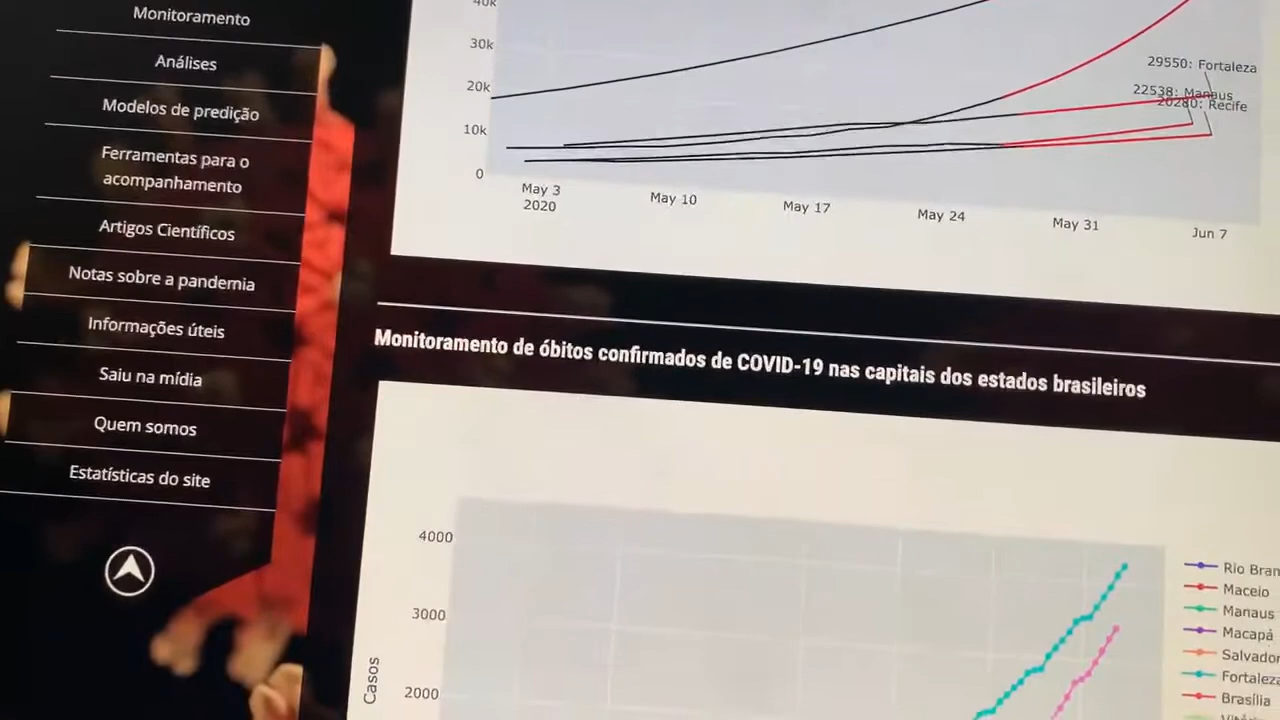 Monitoramento
Análises
Modelos de predição
Ferramentas para o
acompanhamento
Artigos Científicos
Notas sobre a pandemia
Informações úteis
Saiu na mídia
Quem somos
Estatísticas do site
40k
30k
20k
10k
0
29550: Fortaleza
22538: Manaus
20280: Recife
May 3
2020
May 10
May 17
May 24
May 31
Jun 7
Monitoramento de óbitos confirmados de COVID-19 nas capitais dos estados brasileiros
4000
3000
2000
Casos
Rio Bran
Maceio
Manaus
Macapá
Salvador
Fortaleza
Brasília